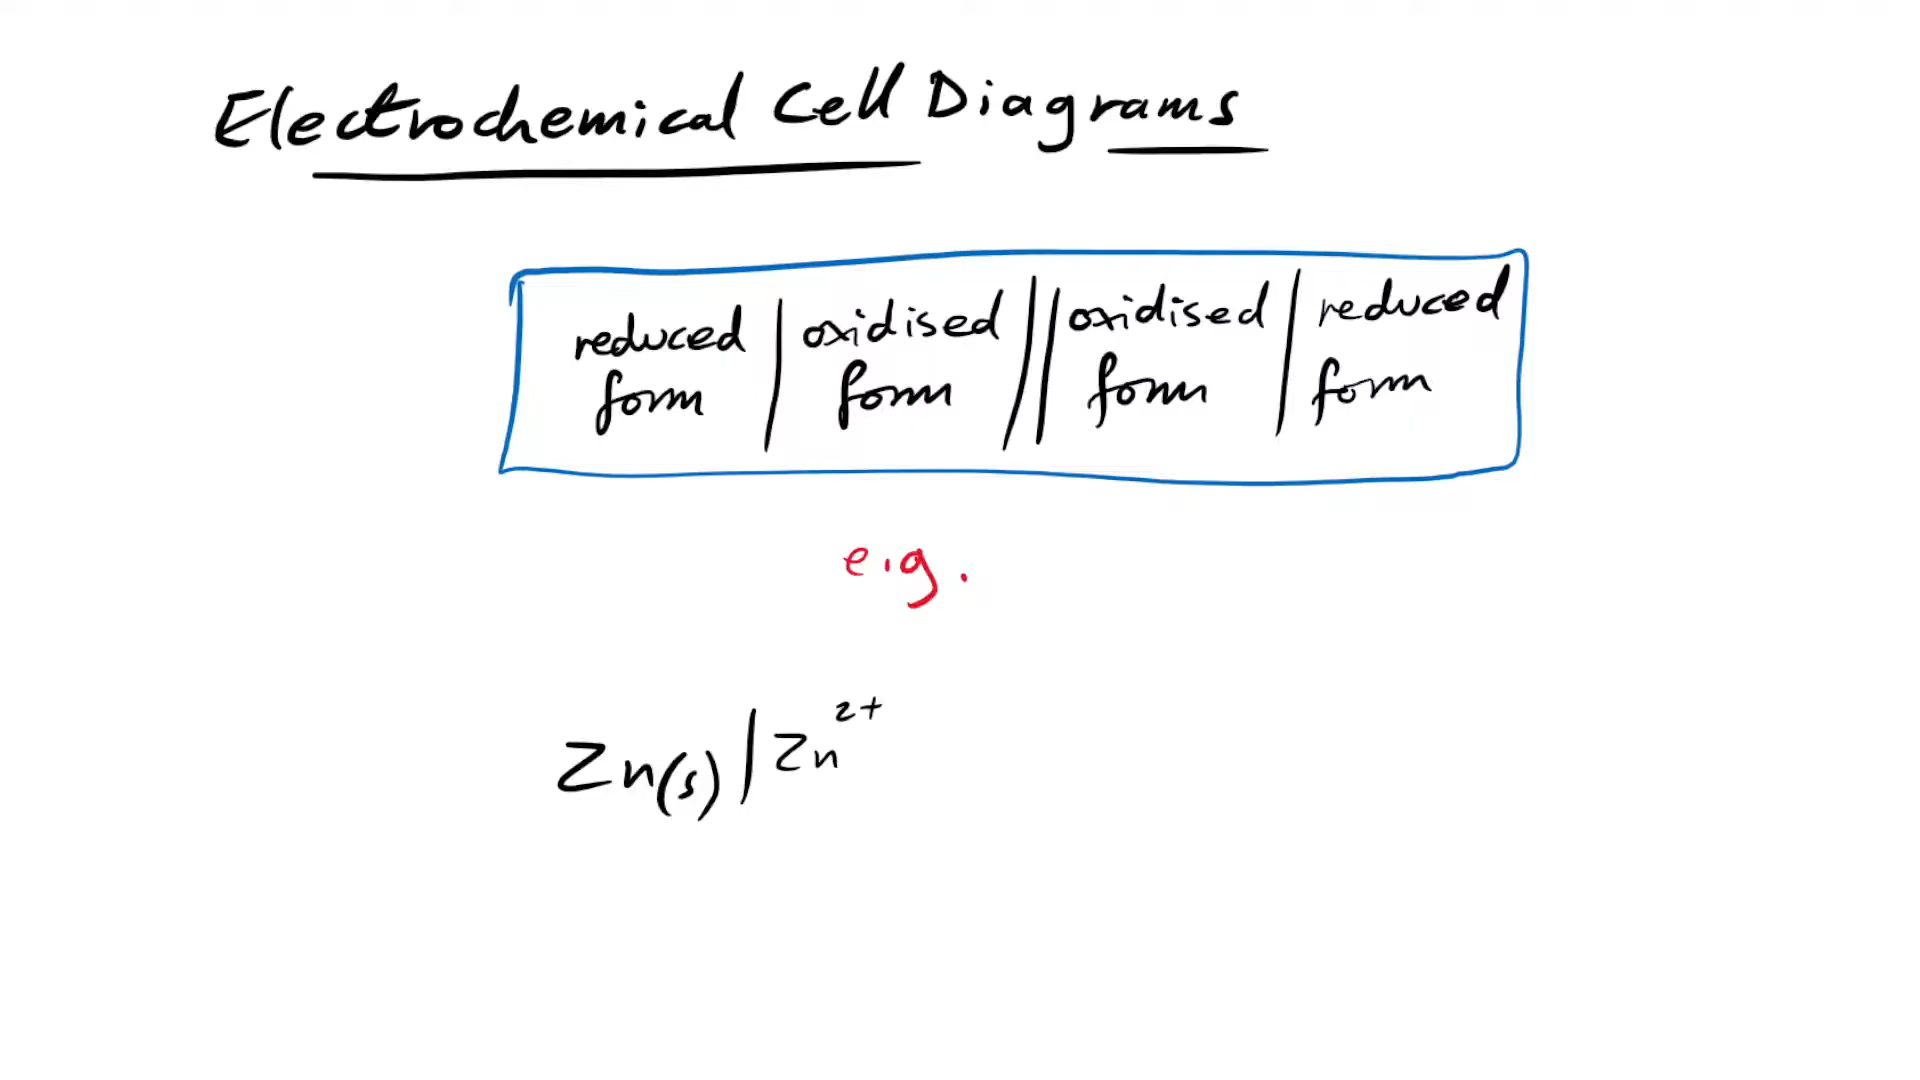 Electrochemical Cell Diagrams
reduced | oxidised || oxidised | reduced
form | form || form | form
e.g.
Zn(s) | Zn²⁺